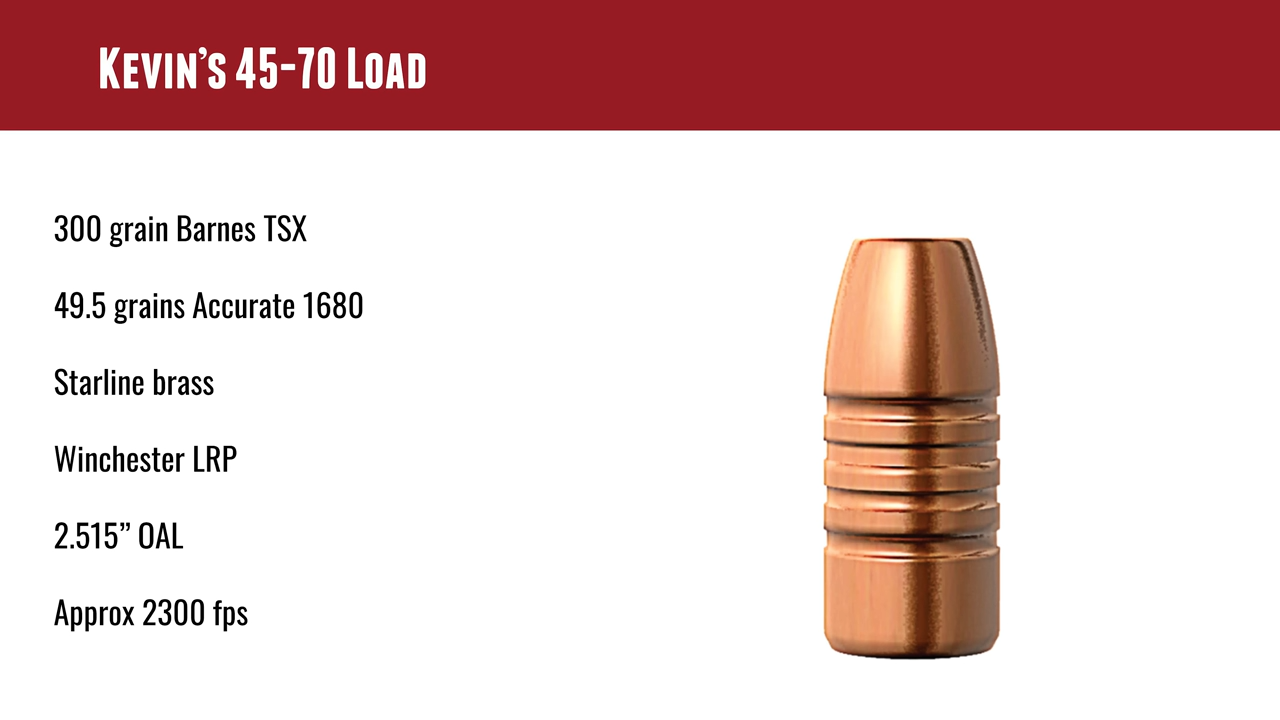 Kevin’s 45-70 Load
300 grain Barnes TSX
49.5 grains Accurate 1680
Starline brass
Winchester LRP
2.515” OAL
Approx 2300 fps